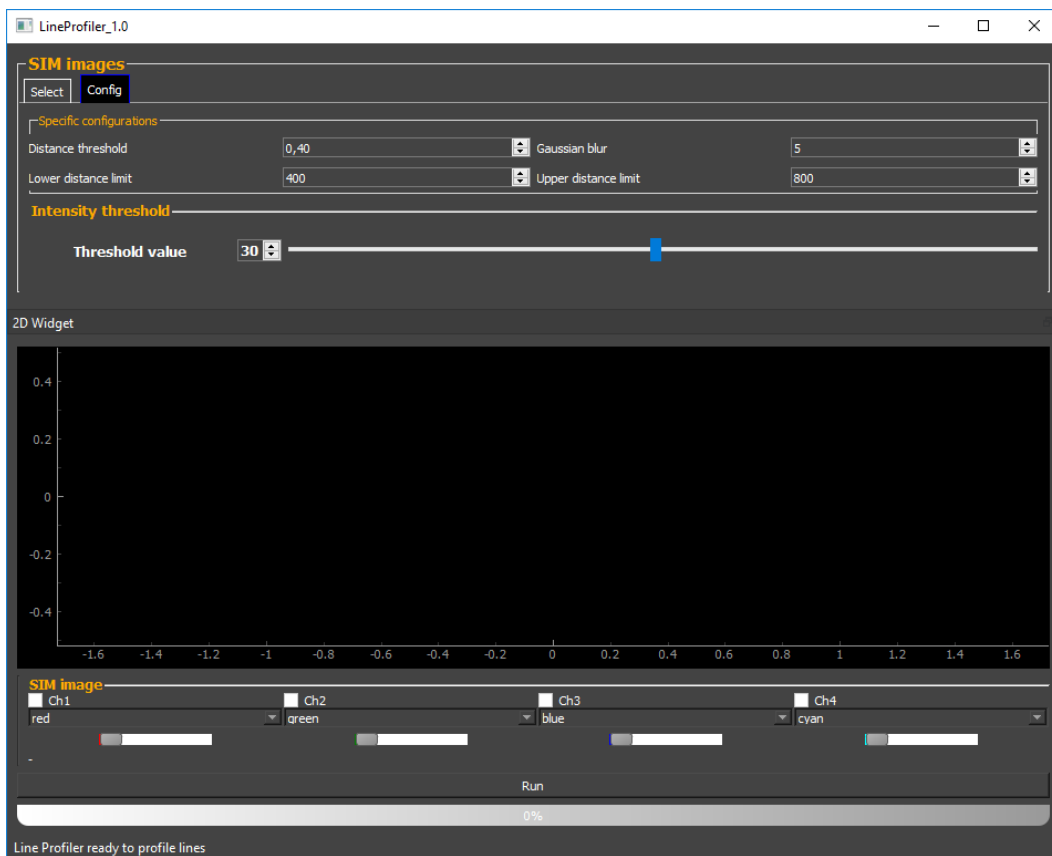 LineProfiler_1.0
SIM images
Select Config
Specific configurations
Distance threshold 0,40 Gaussian blur 5
Lower distance limit 400 Upper distance limit 800
Intensity threshold
Threshold value 30
2D Widget
0.4
0.2
0
-0.2
-0.4
-1.6 -1.4 -1.2 -1 -0.8 -0.6 -0.4 -0.2 0 0.2 0.4 0.6 0.8 1 1.2 1.4 1.6
SIM image
Ch1 Ch2 Ch3 Ch4
red green blue cyan
-
Run
0%
Line Profiler ready to profile lines